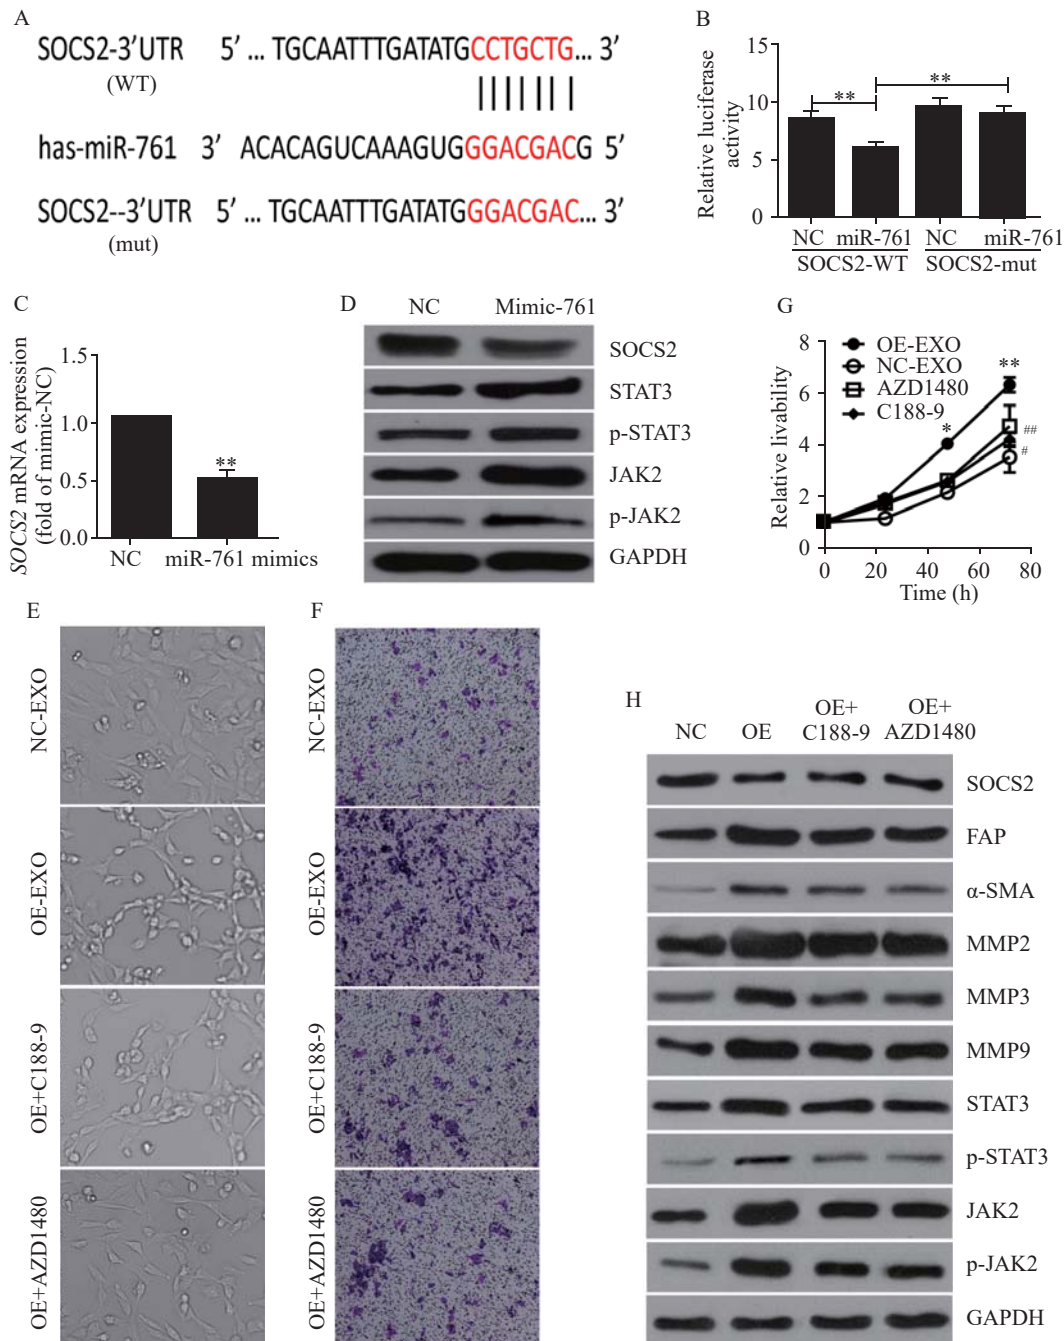 A
SOCS2-3’UTR 5’ ... TGCAATTTGATATGCCTGCTG... 3’
(WT)
has-miR-761 3’ ACACAGUCAAAGUGGGACGACG 5’
SOCS2--3’UTR 5’ ... TGCAATTTGATATGGGACGAC... 3’
(mut)
B
Relative luciferase
activity
15
10
5
0
**
**
NC miR-761 NC miR-761
SOCS2-WT SOCS2-mut
C
SOCS2 mRNA expression
(fold of mimic-NC)
1.5
1.0
0.5
0.0
**
NC miR-761 mimics
D
NC Mimic-761
SOCS2
STAT3
p-STAT3
JAK2
p-JAK2
GAPDH
G
Relative livability
8
6
4
2
0
OE-EXO
NC-EXO
AZD1480
C188-9
**
*
##
#
0 20 40 60 80
Time (h)
E
NC-EXO
OE-EXO
OE+C188-9
OE+AZD1480
F
NC-EXO
OE-EXO
OE+C188-9
OE+AZD1480
H
NC OE OE+ C188-9 OE+ AZD1480
SOCS2
FAP
α-SMA
MMP2
MMP3
MMP9
STAT3
p-STAT3
JAK2
p-JAK2
GAPDH